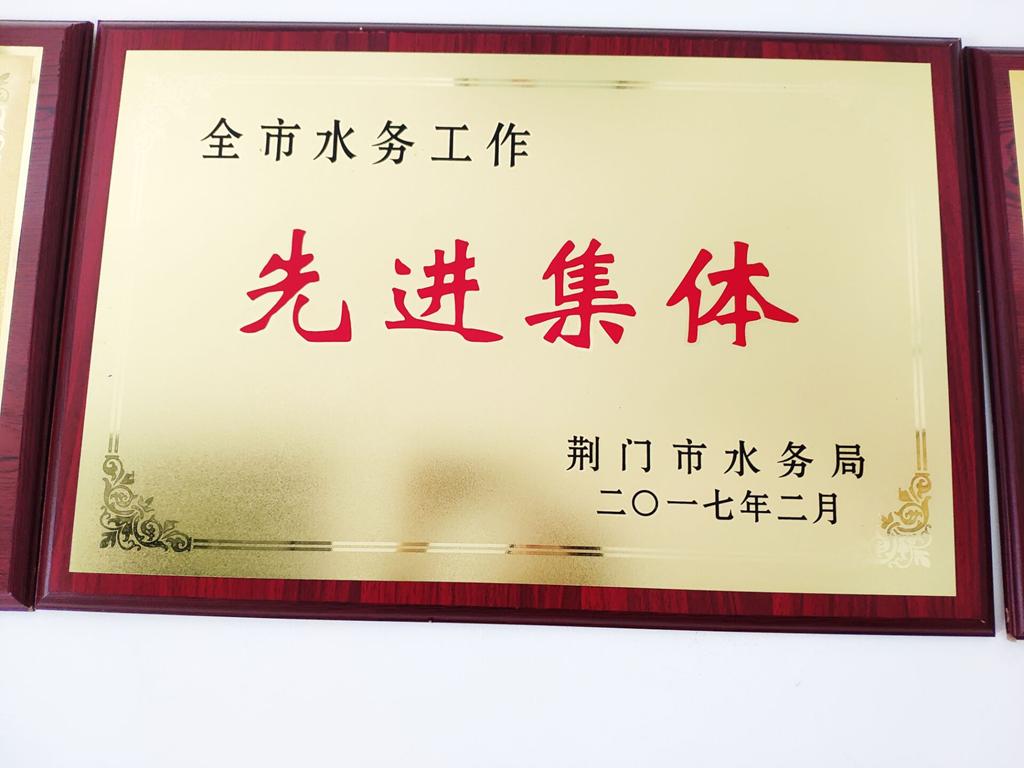 全市水务工作
先进集体
荆门市水务局
二〇一七年二月